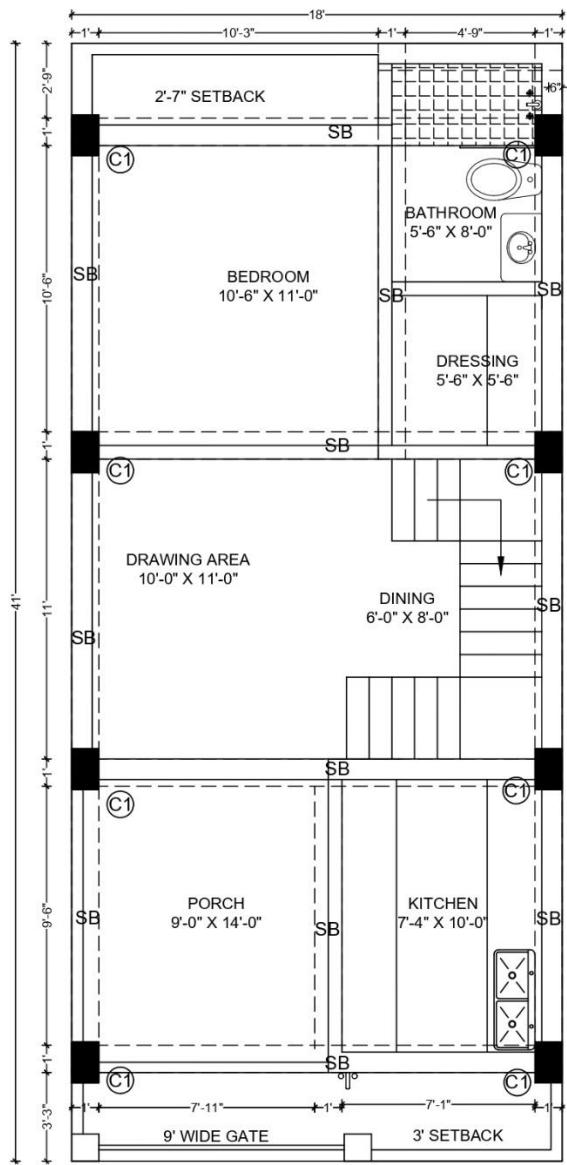 18'
1'
10'-3"
1'
4'-9"
1'
2'-9"
2'-7" SETBACK
6"
1'
SB
C1
C1
BATHROOM
5'-6" X 8'-0"
SB
BEDROOM
10'-6" X 11'-0"
SB
SB
10'-6"
DRESSING
5'-6" X 5'-6"
1'
SB
C1
C1
DRAWING AREA
10'-0" X 11'-0"
DINING
6'-0" X 8'-0"
41'
11'
SB
SB
1'
SB
C1
C1
PORCH
9'-0" X 14'-0"
KITCHEN
7'-4" X 10'-0"
9'-6"
SB
SB
SB
1'
SB
C1
C1
1'
7'-11"
1'
7'-1"
1'
3'-3"
9' WIDE GATE
3' SETBACK